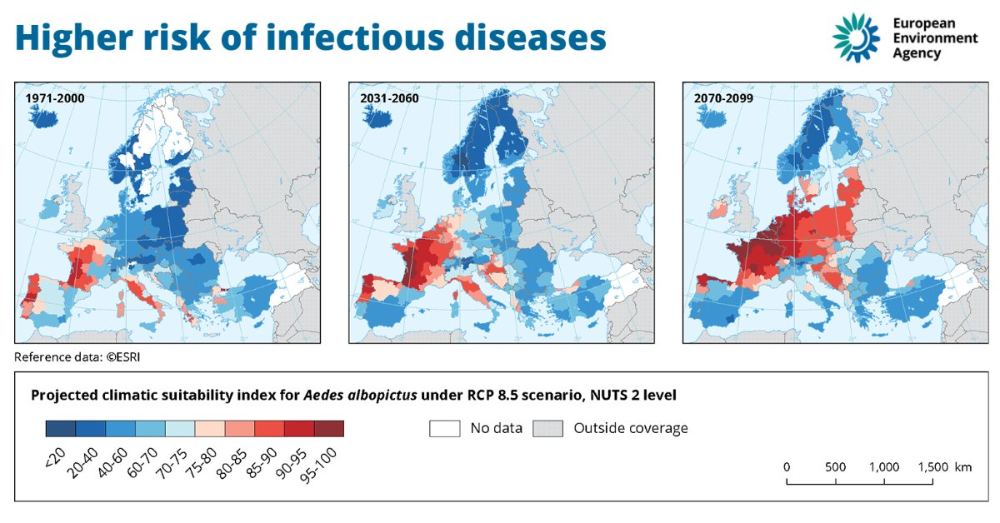 Higher risk of infectious diseases
European
Environment
Agency
1971-2000
2031-2060
2070-2099
Reference data: ©ESRI
Projected climatic suitability index for Aedes albopictus under RCP 8.5 scenario, NUTS 2 level
<20
20-40
40-60
60-70
70-75
75-80
80-85
85-90
90-95
95-100
No data
Outside coverage
0 500 1,000 1,500 km